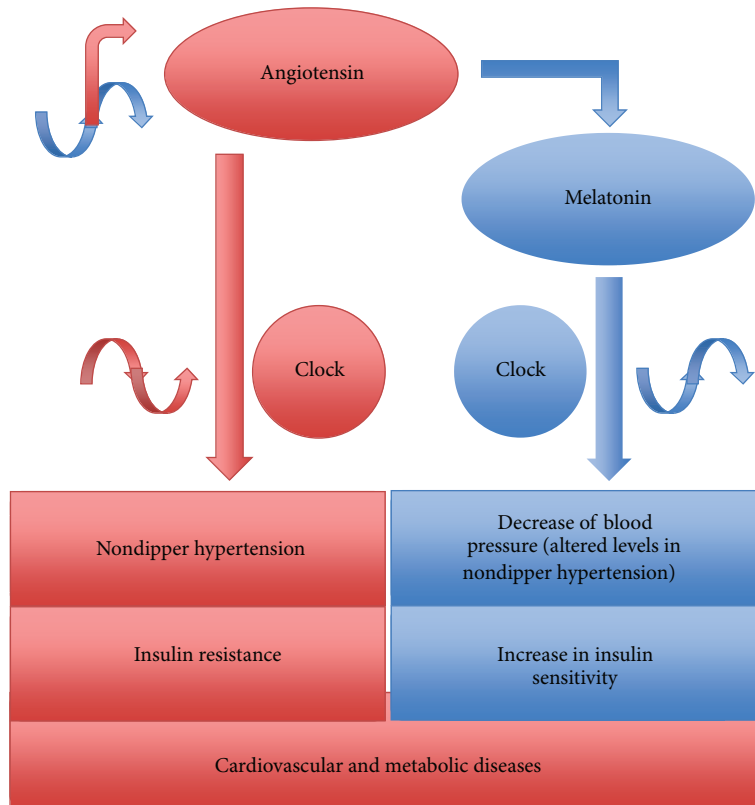 Angiotensin
Melatonin
Clock
Clock
Nondipper hypertension
Decrease of blood
pressure (altered levels in
nondipper hypertension)
Insulin resistance
Increase in insulin
sensitivity
Cardiovascular and metabolic diseases